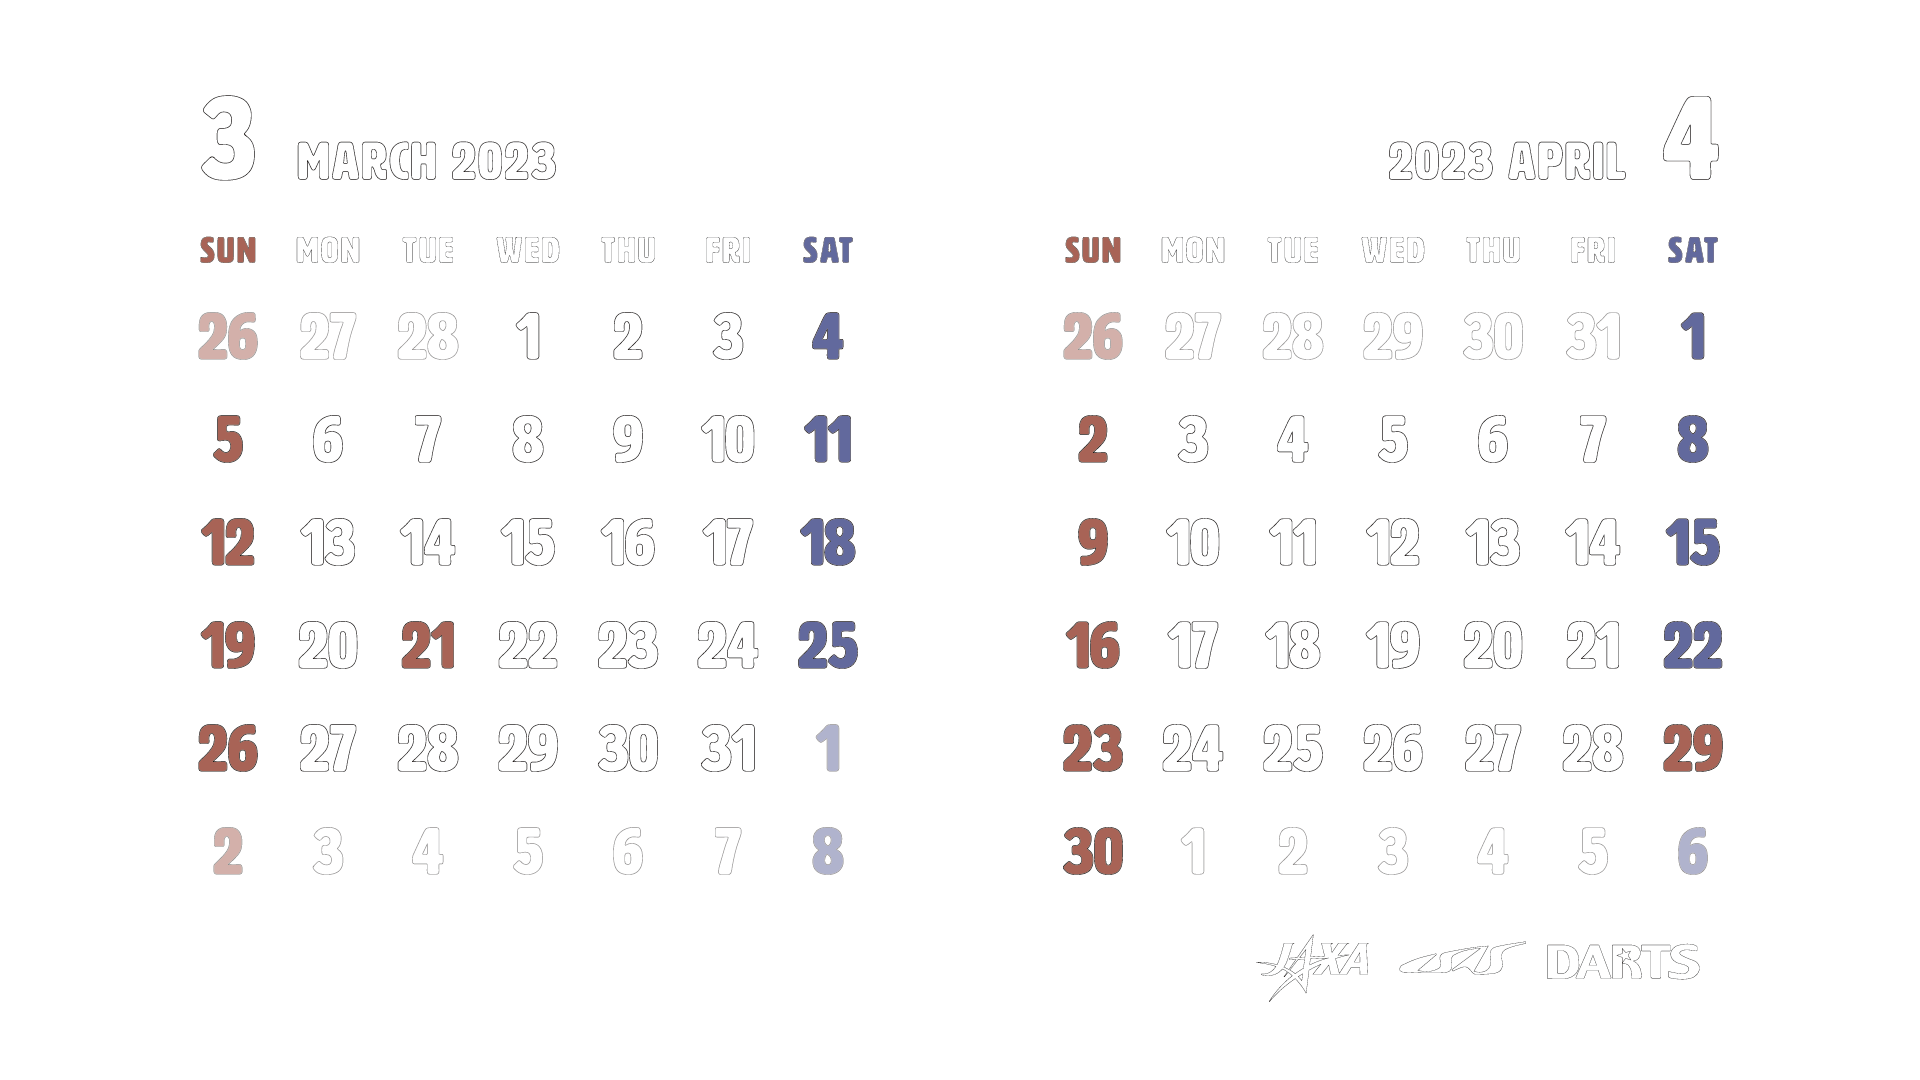 3 MARCH 2023
SUN MON TUE WED THU FRI SAT
26 27 28 1 2 3 4
5 6 7 8 9 10 11
12 13 14 15 16 17 18
19 20 21 22 23 24 25
26 27 28 29 30 31 1
2 3 4 5 6 7 8
2023 APRIL 4
SUN MON TUE WED THU FRI SAT
26 27 28 29 30 31 1
2 3 4 5 6 7 8
9 10 11 12 13 14 15
16 17 18 19 20 21 22
23 24 25 26 27 28 29
30 1 2 3 4 5 6
JAXA ISAS DARTS